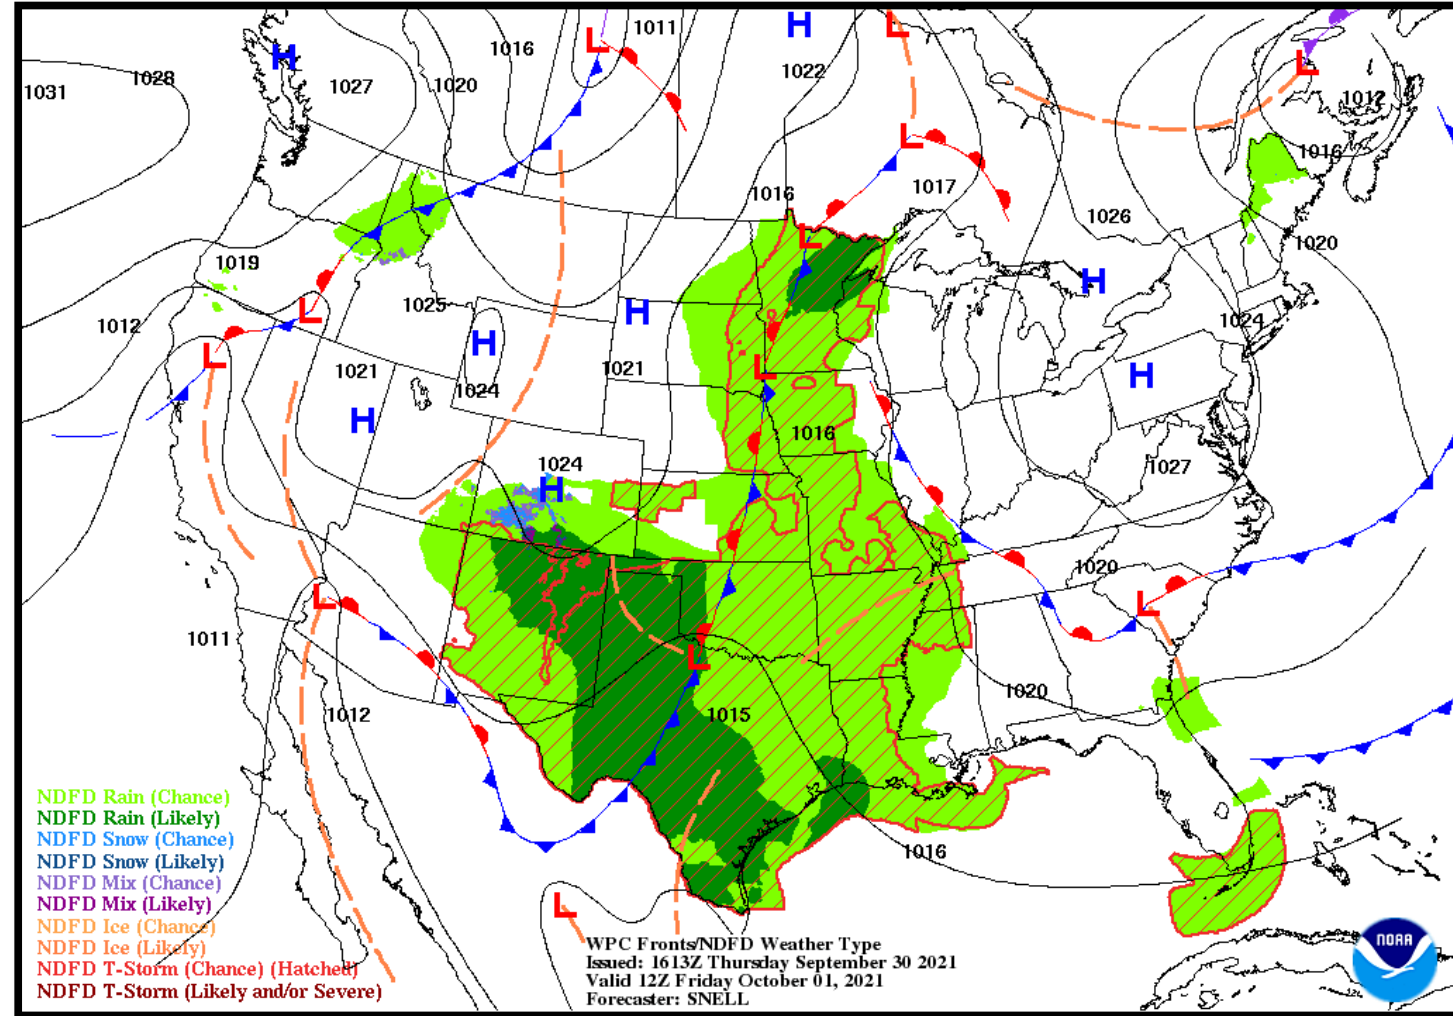 1012
1011
1016
H
H
L
L
L
1031
1028
1027
1020
1022
1012
L
1016
1016
1017
1026
1020
L
1019
H
1025
H
1024
1012
L
H
L
1021
1024
1021
L
H
H
1016
1024
H
1027
L
1020
L
1011
L
1020
1012
1015
1016
L
NDFD Rain (Chance)
NDFD Rain (Likely)
NDFD Snow (Chance)
NDFD Snow (Likely)
NDFD Mix (Chance)
NDFD Mix (Likely)
NDFD Ice (Chance)
NDFD Ice (Likely)
NDFD T-Storm (Chance) (Hatched)
NDFD T-Storm (Likely and/or Severe)
WPC Fronts/NDFD Weather Type
Issued: 1613Z Thursday September 30 2021
Valid 12Z Friday October 01, 2021
Forecaster: SNELL
NOAA